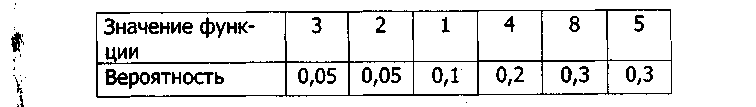 Значение функ- 3 2 1 4 8 5
ции
Вероятность 0,05 0,05 0,1 0,2 0,3 0,3